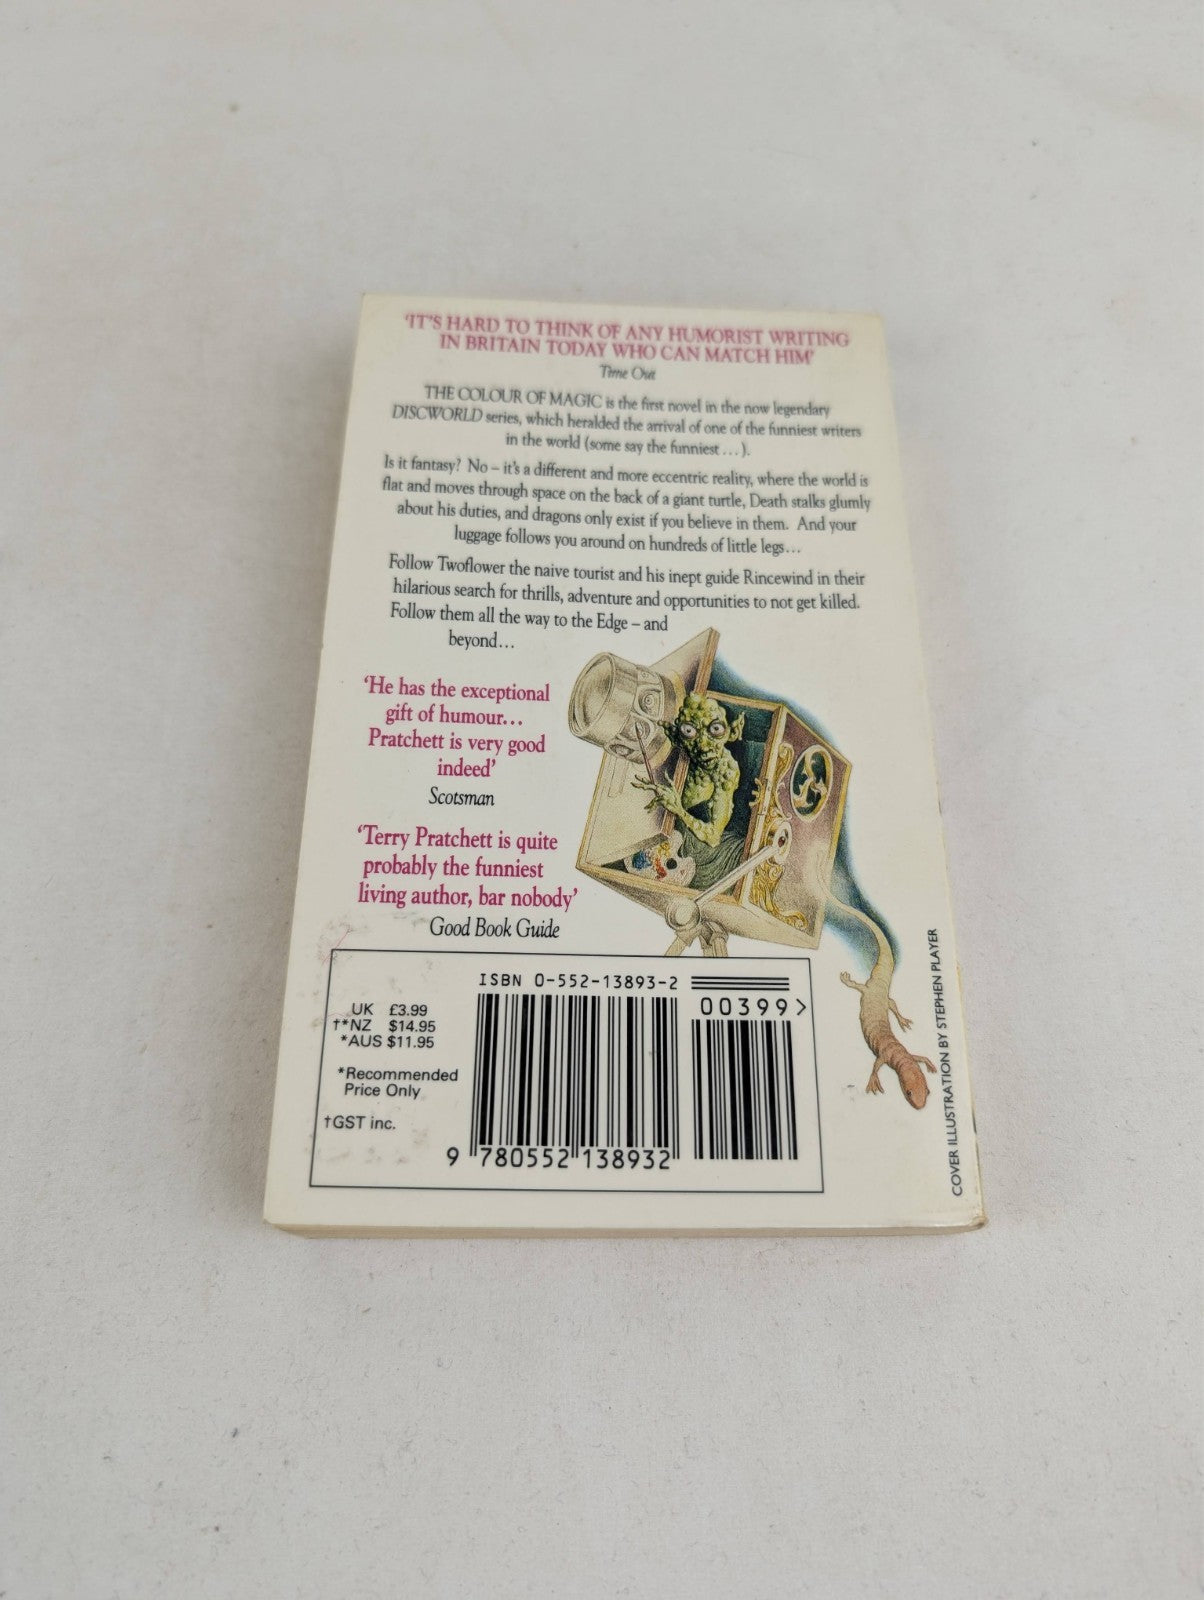 'IT'S HARD TO THINK OF ANY HUMORIST WRITING
IN BRITAIN TODAY WHO CAN MATCH HIM'
Time Out
THE COLOUR OF MAGIC is the first novel in the now legendary
DISCWORLD series, which heralded the arrival of one of the funniest writers
in the world (some say the funniest...).
Is it fantasy? No – it's a different and more eccentric reality, where the world is
flat and moves through space on the back of a giant turtle, Death stalks glumly
about his duties, and dragons only exist if you believe in them. And your
luggage follows you around on hundreds of little legs...
Follow Twoflower the naive tourist and his inept guide Rincewind in their
hilarious search for thrills, adventure and opportunities to not get killed.
Follow them all the way to the Edge – and
beyond...
'He has the exceptional
gift of humour...
Pratchett is very good
indeed'
Scotsman
'Terry Pratchett is quite
probably the funniest
living author, bar nobody'
Good Book Guide
ISBN 0-552-13893-2
00399>
UK £3.99
†*NZ $14.95
*AUS $11.95
*Recommended
Price Only
†GST inc.
9 780552 138932
COVER ILLUSTRATION BY STEPHEN PLAYER